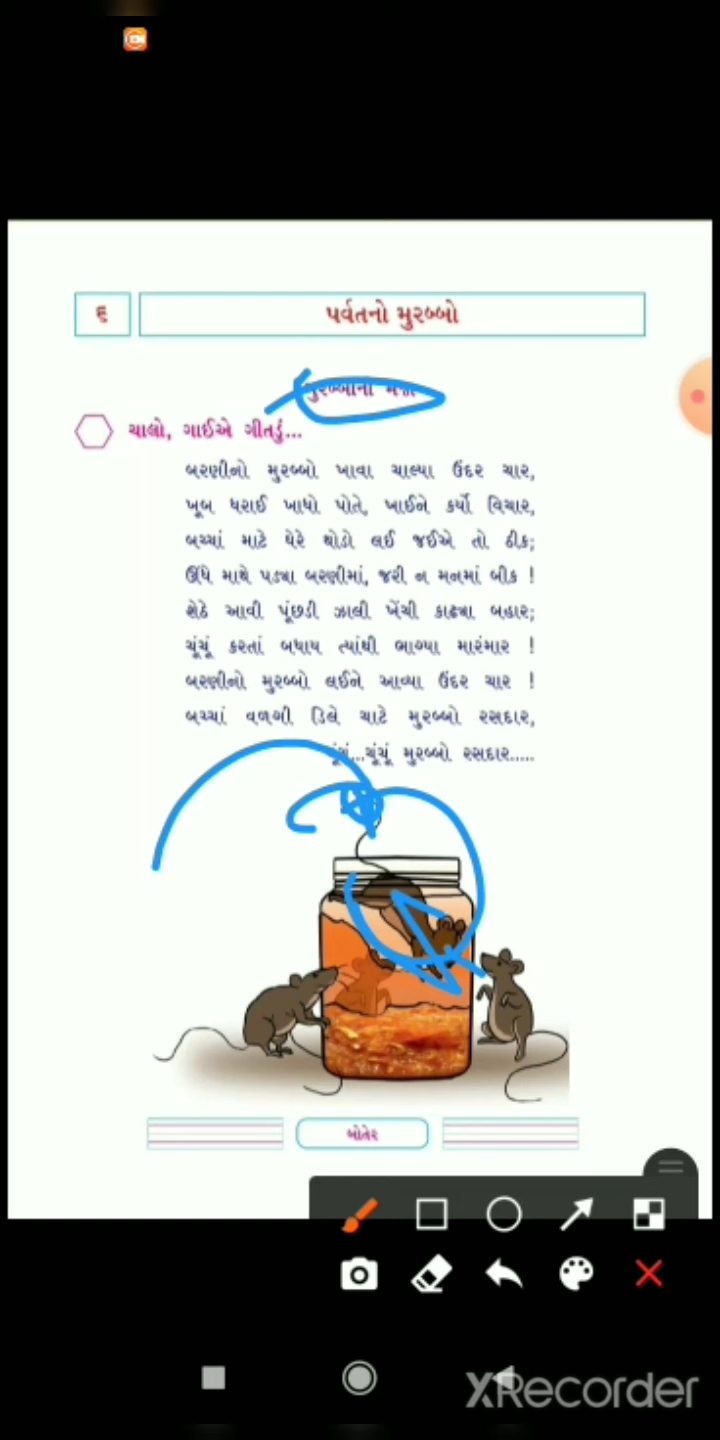 ૬
પર્વતનો મુરબ્બો
ચાલો, ગાઈએ ગીતડું...
બરણીનો મુરબ્બો ખાવા ચાલ્યા ઉંદર ચાર,
ખૂબ ધરાઈ ખાધો પોતે, ખાઈને કર્યો વિચાર,
બચ્ચાં માટે ઘેરે થોડો લઈ જઈએ તો ઠીક;
ઊંધે માથે પડ્યા બરણીમાં, જરી ન મનમાં બીક !
શેઠે આવી પૂંછડી ઝાલી ખેંચી કાઢ્યા બહાર;
ચૂંચૂં કરતાં બધાય ત્યાંથી ભાગ્યા મારંમાર !
બરણીનો મુરબ્બો લઈને આવ્યા ઉંદર ચાર !
બચ્ચાં વળગી ડિલે ચાટે મુરબ્બો રસદાર,
ચૂંચૂં મુરબ્બો રસદાર.....
બોતેર
XRecorder